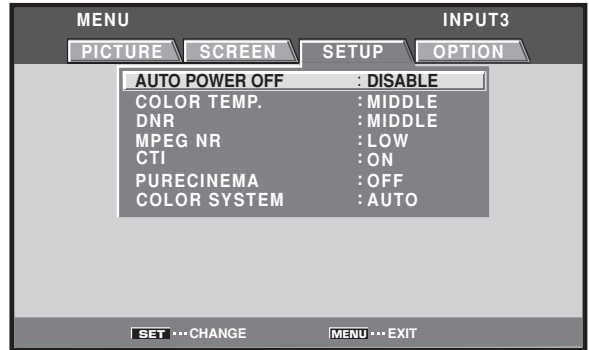 MENU INPUT3
PICTURE SCREEN SETUP OPTION
AUTO POWER OFF : DISABLE
COLOR TEMP. : MIDDLE
DNR : MIDDLE
MPEG NR : LOW
CTI : ON
PURECINEMA : OFF
COLOR SYSTEM : AUTO
SET ··· CHANGE MENU ··· EXIT